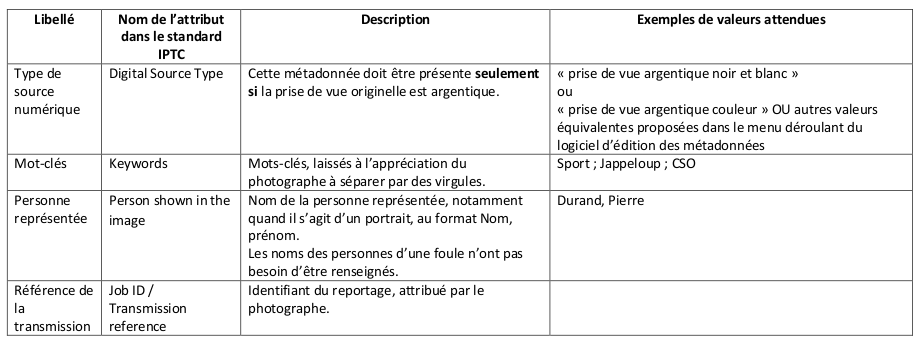 Libellé
Nom de l’attribut
dans le standard
IPTC
Description
Exemples de valeurs attendues
Type de
source
numérique
Digital Source Type
Cette métadonnée doit être présente seulement
si la prise de vue originelle est argentique.
« prise de vue argentique noir et blanc »
ou
« prise de vue argentique couleur » OU autres valeurs
équivalentes proposées dans le menu déroulant du
logiciel d’édition des métadonnées
Mot-clés
Keywords
Mots-clés, laissés à l’appréciation du
photographe à séparer par des virgules.
Sport ; Jappeloup ; CSO
Personne
représentée
Person shown in the
image
Nom de la personne représentée, notamment
quand il s’agit d’un portrait, au format Nom,
prénom.
Les noms des personnes d’une foule n’ont pas
besoin d’être renseignés.
Durand, Pierre
Référence de
la
transmission
Job ID /
Transmission
reference
Identifiant du reportage, attribué par le
photographe.